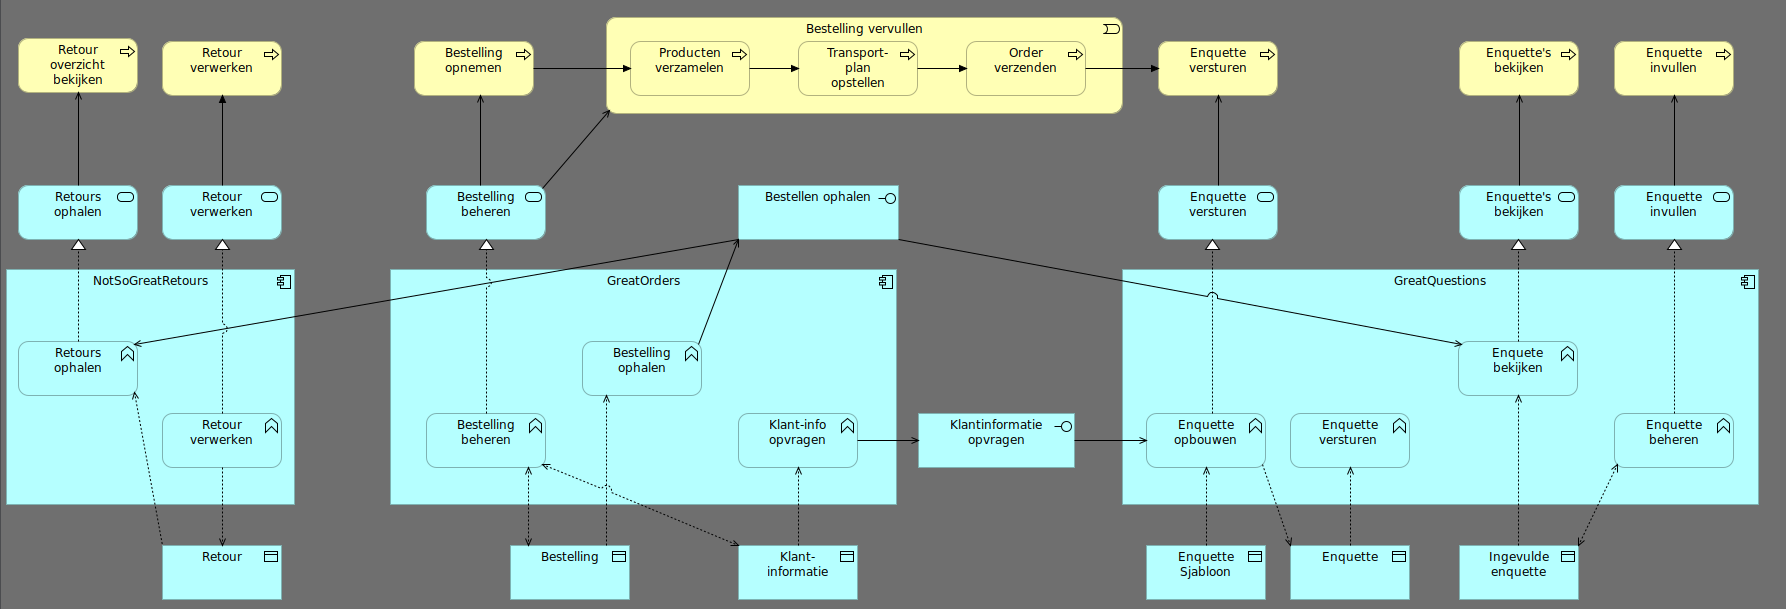 Bestelling vervullen
Retour
overzicht
bekijken
Retour
verwerken
Bestelling
opnemen
Producten
verzamelen
Transport-
plan
opstellen
Order
verzenden
Enquette
versturen
Enquette's
bekijken
Enquette
invullen
Retours
ophalen
Retour
verwerken
Bestelling
beheren
Bestellen ophalen
Enquette
versturen
Enquette's
bekijken
Enquette
invullen
NotSoGreatRetours
GreatOrders
GreatQuestions
Retours
ophalen
Bestelling
ophalen
Enquete
bekijken
Retour
verwerken
Bestelling
beheren
Klant-info
opvragen
Klantinformatie
opvragen
Enquette
opbouwen
Enquette
versturen
Enquette
beheren
Retour
Bestelling
Klant-
informatie
Enquette
Sjabloon
Enquette
Ingevulde
enquette